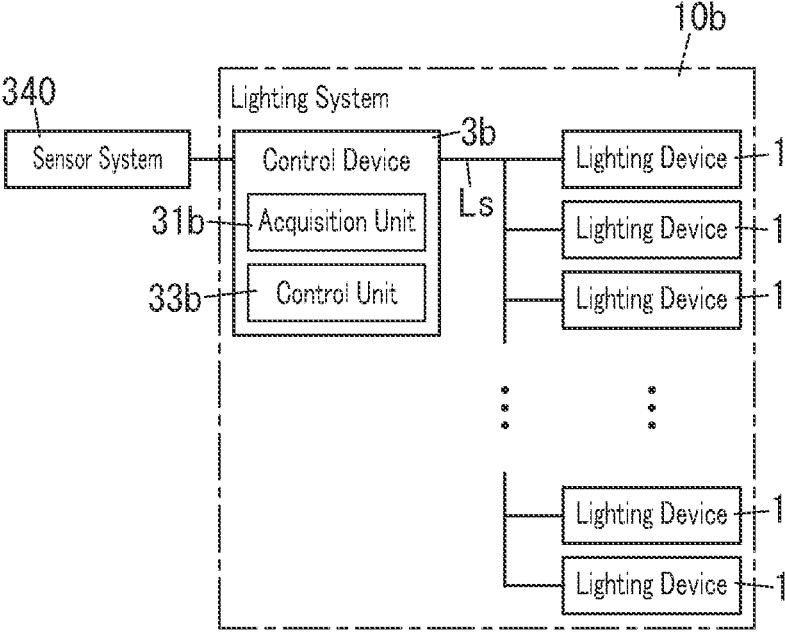 10b
340
Lighting System
3b
Sensor System
Control Device
Lighting Device 1
Ls
31b
Acquisition Unit
Lighting Device 1
33b
Control Unit
Lighting Device 1
Lighting Device 1
Lighting Device 1